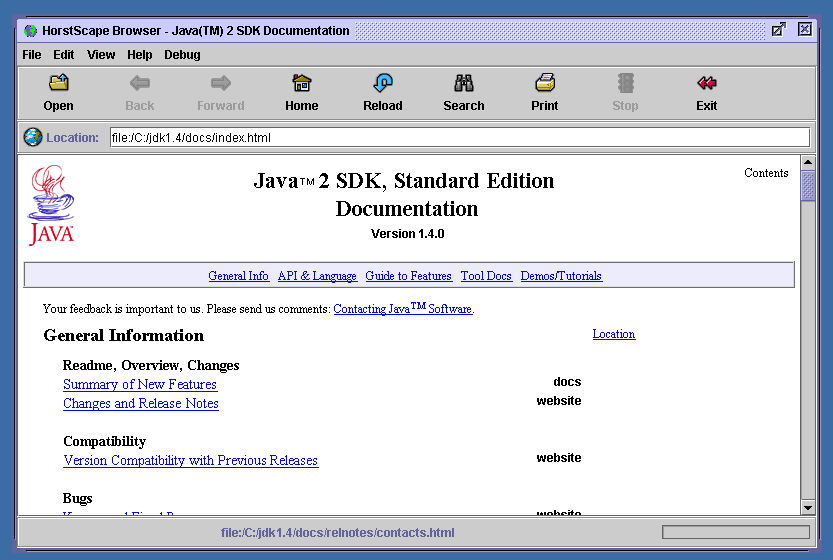 HorstScape Browser - Java(TM) 2 SDK Documentation
File Edit View Help Debug
Open Back Forward Home Reload Search Print Stop Exit
Location: file:/C:/jdk1.4/docs/index.html
JAVA
Contents
Java™ 2 SDK, Standard Edition
Documentation
Version 1.4.0
General Info API & Language Guide to Features Tool Docs Demos/Tutorials
Your feedback is important to us. Please send us comments: Contacting Java™ Software.
General Information Location
Readme, Overview, Changes
Summary of New Features docs
Changes and Release Notes website
Compatibility
Version Compatibility with Previous Releases website
Bugs
website
file:/C:/jdk1.4/docs/relnotes/contacts.html